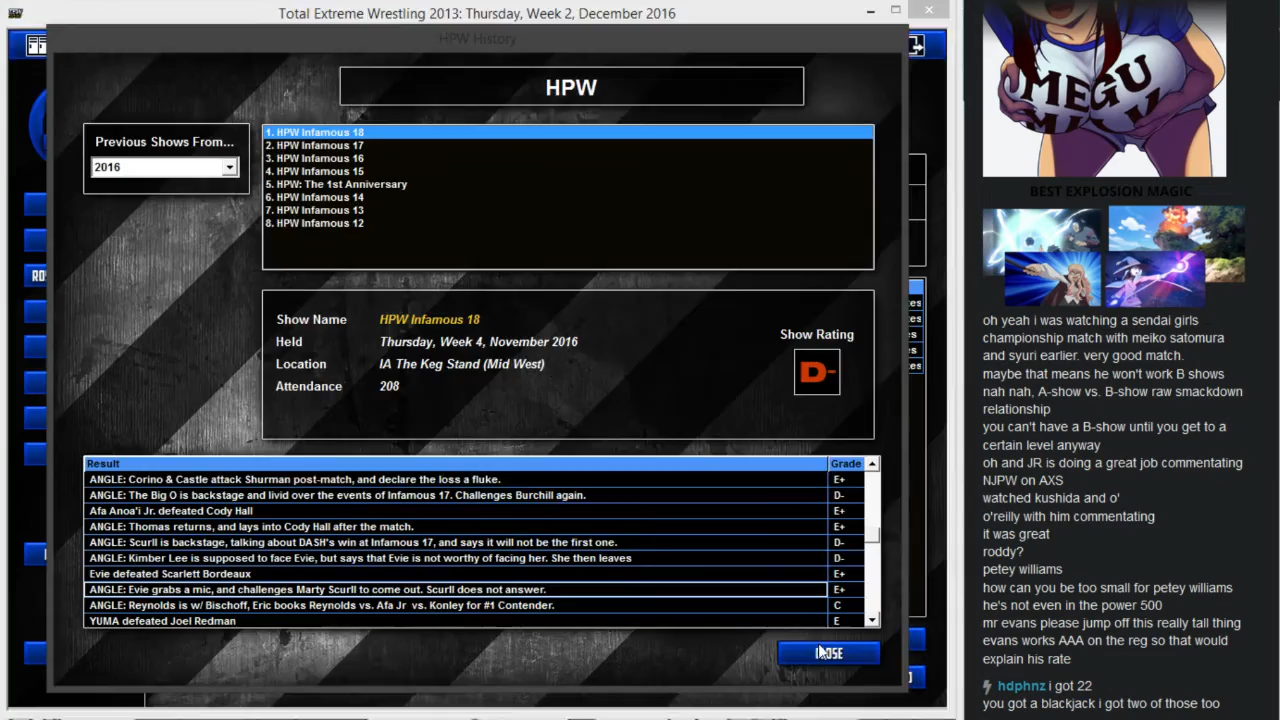 Total Extreme Wrestling 2013: Thursday, Week 2, December 2016
HPW History
HPW
Previous Shows From...
2016
1. HPW Infamous 18
2. HPW Infamous 17
3. HPW Infamous 16
4. HPW Infamous 15
5. HPW: The 1st Anniversary
6. HPW Infamous 14
7. HPW Infamous 13
8. HPW Infamous 12
Show Name HPW Infamous 18
Held Thursday, Week 4, November 2016
Location IA The Keg Stand (Mid West)
Attendance 208
Show Rating
D-
Result Grade
ANGLE: Corino & Castle attack Shurman post-match, and declare the loss a fluke. E+
ANGLE: The Big O is backstage and livid over the events of Infamous 17. Challenges Burchill again. D-
Afa Anoa'i Jr. defeated Cody Hall E+
ANGLE: Thomas returns, and lays into Cody Hall after the match. E+
ANGLE: Scurll is backstage, talking about DASH's win at Infamous 17, and says it will not be the first one. D-
ANGLE: Kimber Lee is supposed to face Evie, but says that Evie is not worthy of facing her. She then leaves D-
Evie defeated Scarlett Bordeaux E+
ANGLE: Evie grabs a mic, and challenges Marty Scurll to come out. Scurll does not answer. E+
ANGLE: Reynolds is w/ Bischoff, Eric books Reynolds vs. Afa Jr vs. Konley for #1 Contender. C
YUMA defeated Joel Redman E
MEGU
BEST EXPLOSION MAGIC
oh yeah i was watching a sendai girls
championship match with meiko satomura
and syuri earlier. very good match.
maybe that means he won't work B shows
nah nah, A-show vs. B-show raw smackdown
relationship
you can't have a B-show until you get to a
certain level anyway
oh and JR is doing a great job commentating
NJPW on AXS
watched kushida and o'
o'reilly with him commentating
it was great
roddy?
petey williams
how can you be too small for petey williams
he's not even in the power 500
mr evans please jump off this really tall thing
evans works AAA on the reg so that would
explain his rate
hdphnz i got 22
you got a blackjack i got two of those too